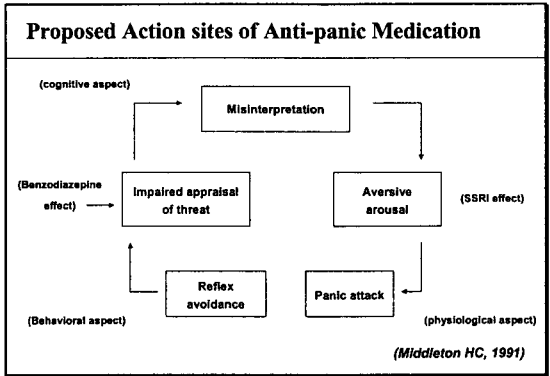 Proposed Action sites of Anti-panic Medication
(cognitive aspect)
Misinterpretation
(Benzodiazepine
effect)
Impaired appraisal
of threat
Aversive
arousal
(SSRI effect)
Reflex
avoidance
Panic attack
(Behavioral aspect)
(physiological aspect)
(Middleton HC, 1991)